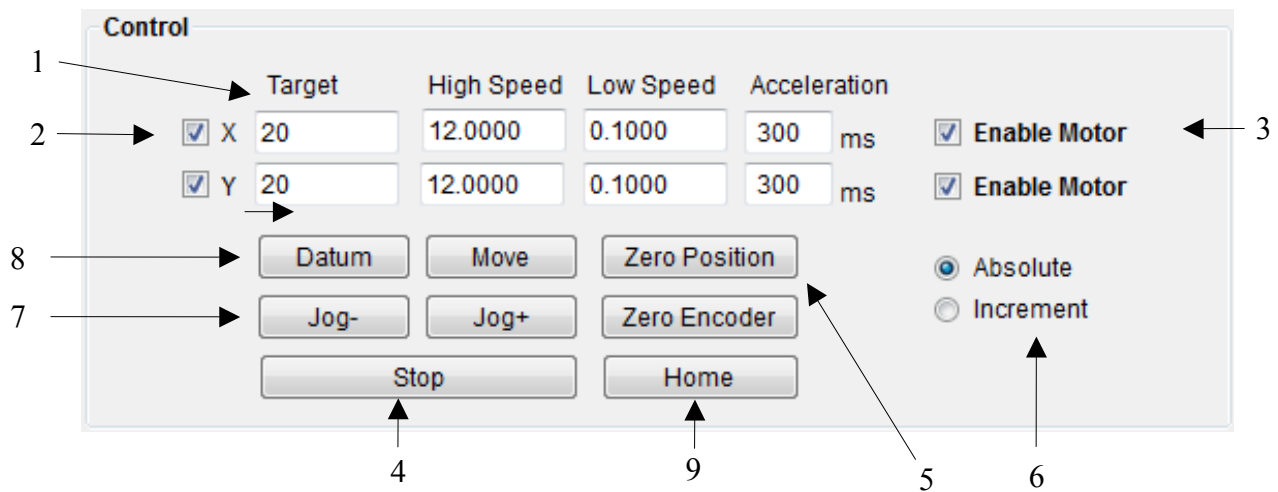 Control
1
Target High Speed Low Speed Acceleration
2 X 20 12.0000 0.1000 300 ms Enable Motor 3
Y 20 12.0000 0.1000 300 ms Enable Motor
8 Datum Move Zero Position Absolute
7 Jog- Jog+ Zero Encoder Increment
Stop Home
4 9 5 6